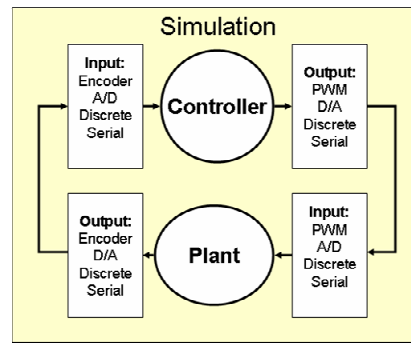 Simulation
Input:
Encoder
A/D
Discrete
Serial
Controller
Output:
PWM
D/A
Discrete
Serial
Output:
Encoder
D/A
Discrete
Serial
Plant
Input:
PWM
A/D
Discrete
Serial